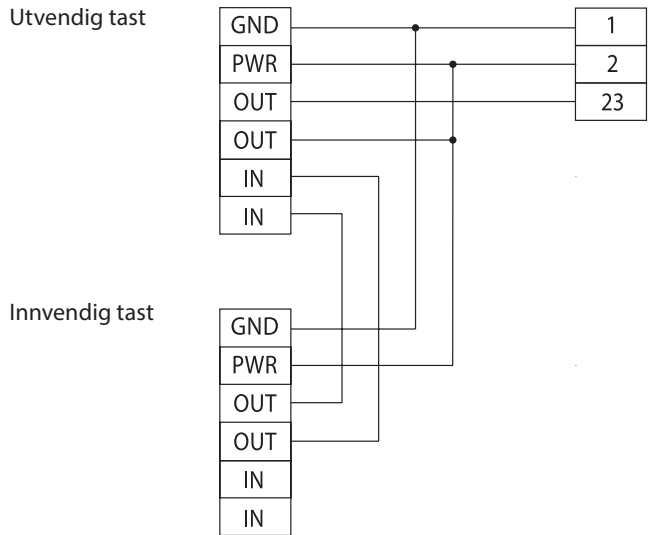 Utvendig tast
GND
PWR
OUT
OUT
IN
IN
1
2
23
Innvendig tast
GND
PWR
OUT
OUT
IN
IN